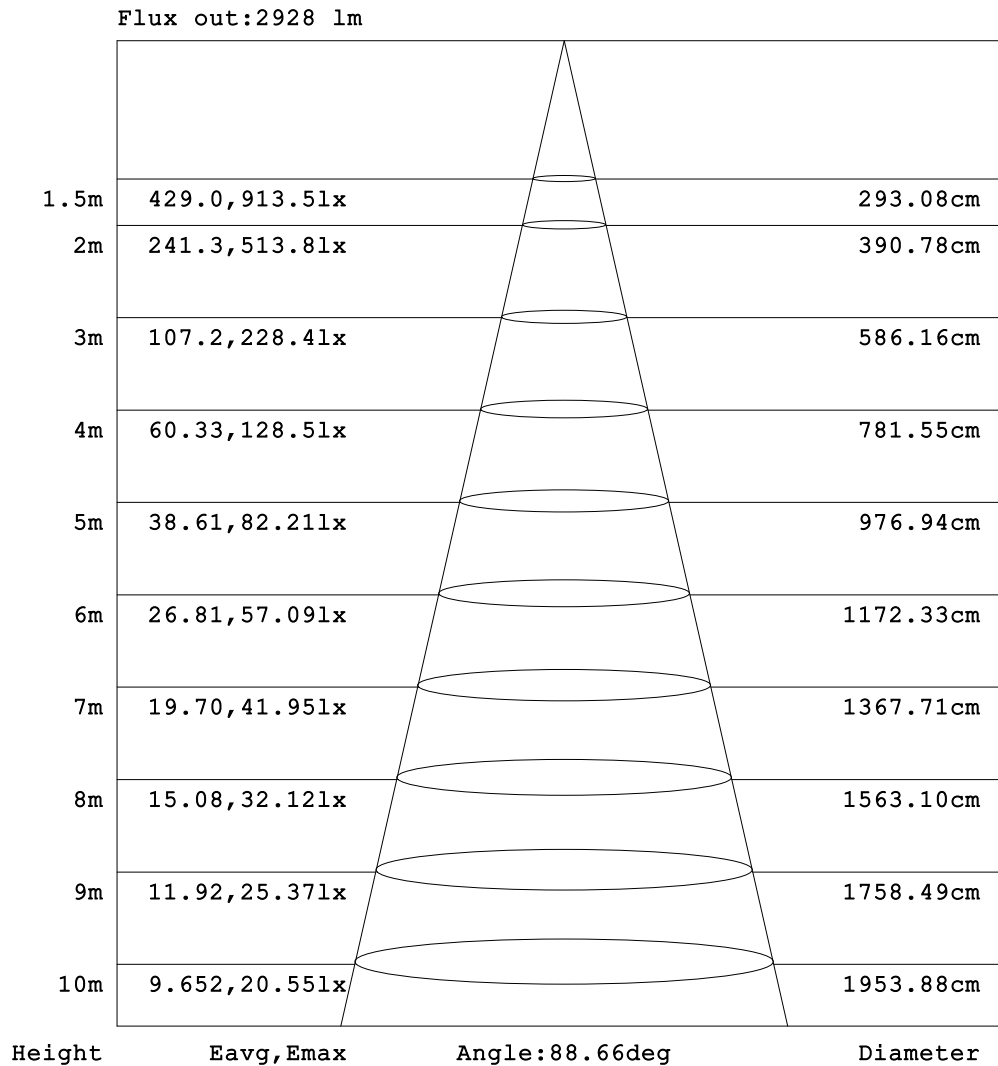 Flux out:2928 lm
1.5m 429.0,913.5lx 293.08cm
2m 241.3,513.8lx 390.78cm
3m 107.2,228.4lx 586.16cm
4m 60.33,128.5lx 781.55cm
5m 38.61,82.21lx 976.94cm
6m 26.81,57.09lx 1172.33cm
7m 19.70,41.95lx 1367.71cm
8m 15.08,32.12lx 1563.10cm
9m 11.92,25.37lx 1758.49cm
10m 9.652,20.55lx 1953.88cm
Height Eavg,Emax Angle:88.66deg Diameter